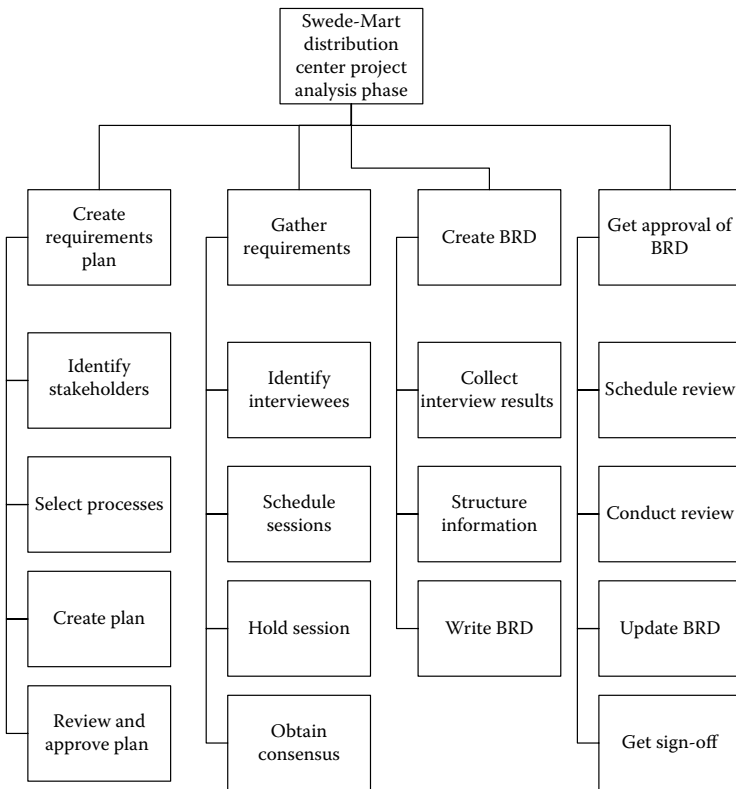 Swede-Mart
distribution
center project
analysis phase
Create
requirements
plan
Identify
stakeholders
Select processes
Create plan
Review and
approve plan
Gather
requirements
Identify
interviewees
Schedule
sessions
Hold session
Obtain
consensus
Create BRD
Collect
interview results
Structure
information
Write BRD
Get approval of
BRD
Schedule review
Conduct review
Update BRD
Get sign-off